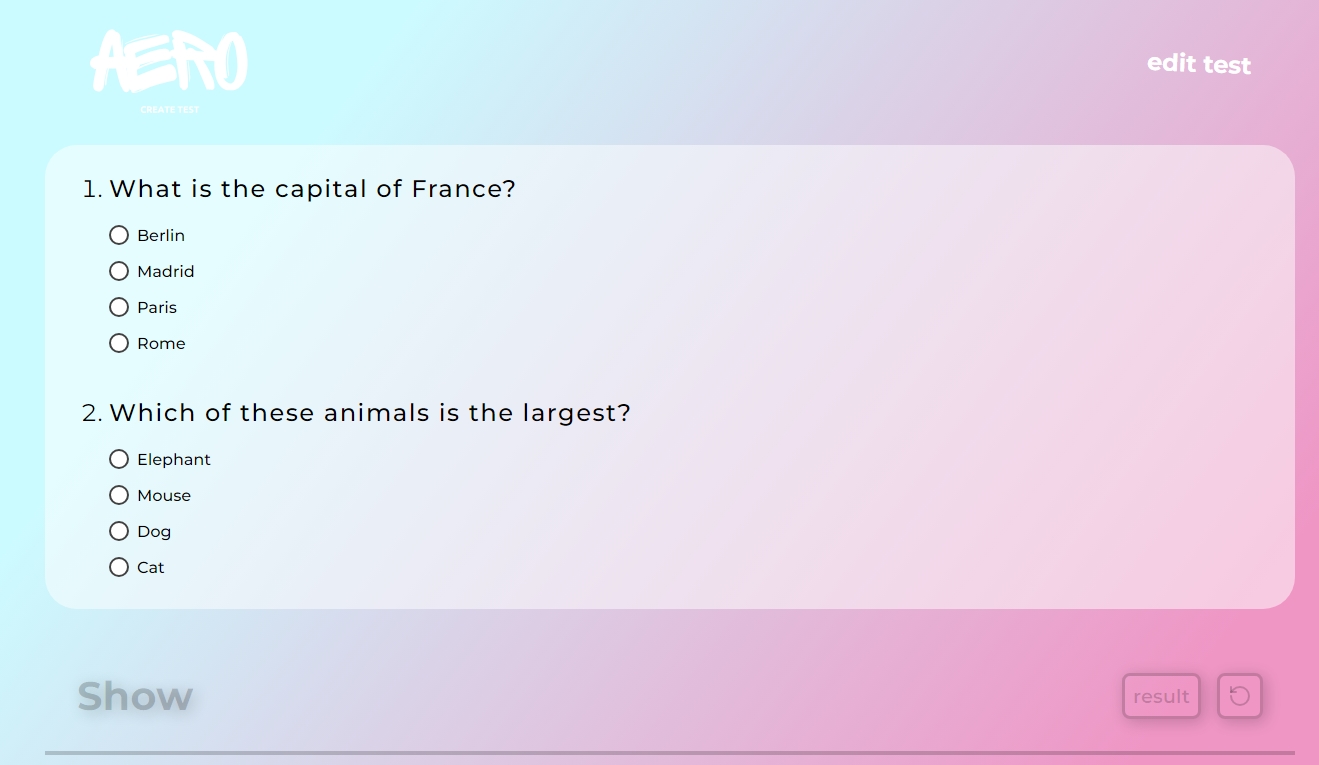 AERO
CREATE TEST
edit test
1. What is the capital of France?
Berlin
Madrid
Paris
Rome
2. Which of these animals is the largest?
Elephant
Mouse
Dog
Cat
Show
result